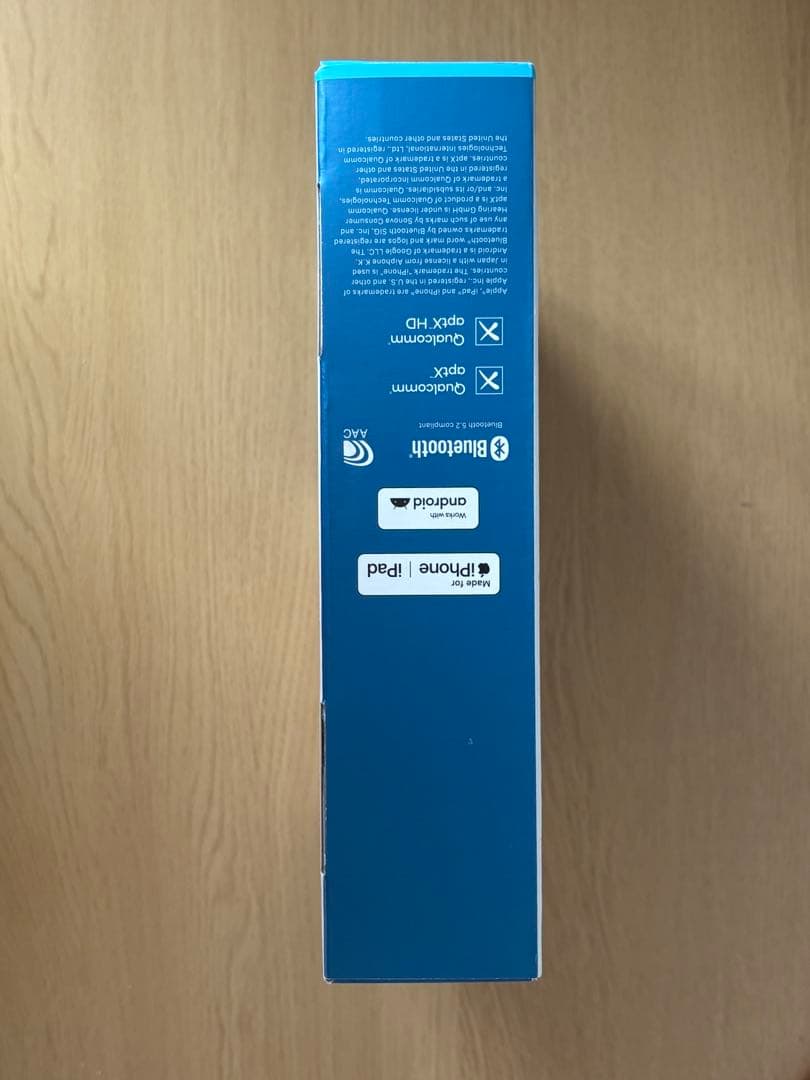 Made for
iPhone | iPad
Works with
android
Bluetooth®
AAC
Bluetooth 5.2 compliant
Qualcomm™
aptX™
Qualcomm™
aptX™ HD
Apple®, iPad® and iPhone® are trademarks of
Apple Inc., registered in the U.S. and other
countries. The trademark "iPhone" is used
in Japan with a license from Aiphone K.K.
Android is a trademark of Google LLC. The
Bluetooth® word mark and logos are registered
trademarks owned by Bluetooth SIG, Inc. and
any use of such marks by Sonova Consumer
Hearing GmbH is under license. Qualcomm
aptX is a product of Qualcomm Technologies,
Inc. and/or its subsidiaries. Qualcomm is
a trademark of Qualcomm Incorporated,
registered in the United States and other
countries. aptX is a trademark of Qualcomm
Technologies International, Ltd., registered in
the United States and other countries.